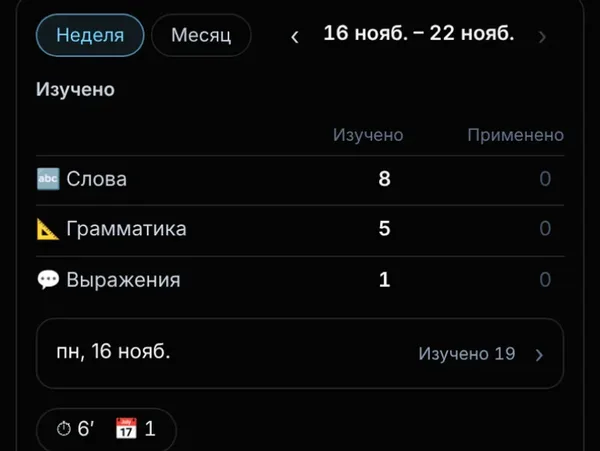 Неделя Месяц ‹ 16 нояб. – 22 нояб. ›
Изучено
Изучено Применено
🔤 Слова 8 0
📐 Грамматика 5 0
💬 Выражения 1 0
пн, 16 нояб. Изучено 19 ›
⏱ 6′ 📅 1